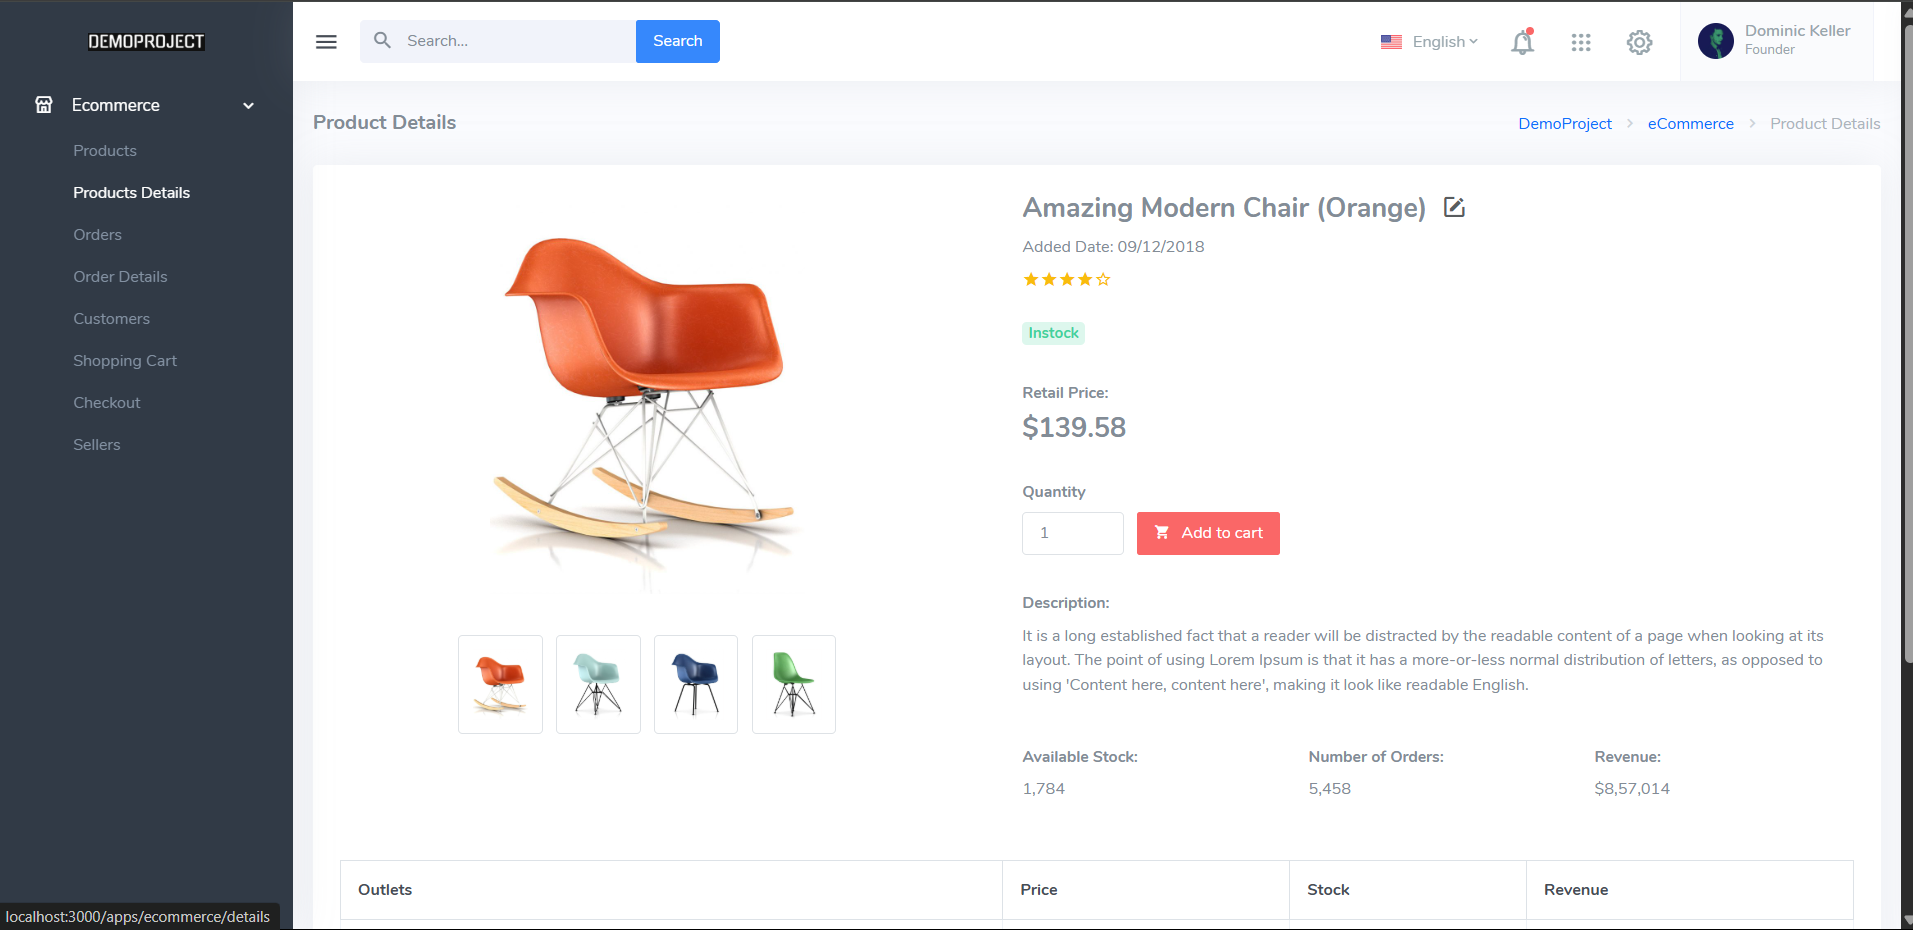 DEMOPROJECT
Ecommerce
Products
Products Details
Orders
Order Details
Customers
Shopping Cart
Checkout
Sellers
Search...
Search
English
Dominic Keller
Founder
Product Details
DemoProject
eCommerce
Product Details
Amazing Modern Chair (Orange)
Added Date: 09/12/2018
Instock
Retail Price:
$139.58
Quantity
1
Add to cart
Description:
It is a long established fact that a reader will be distracted by the readable content of a page when looking at its
layout. The point of using Lorem Ipsum is that it has a more-or-less normal distribution of letters, as opposed to
using 'Content here, content here', making it look like readable English.
Available Stock:
1,784
Number of Orders:
5,458
Revenue:
$8,57,014
Outlets
Price
Stock
Revenue
localhost:3000/apps/ecommerce/details